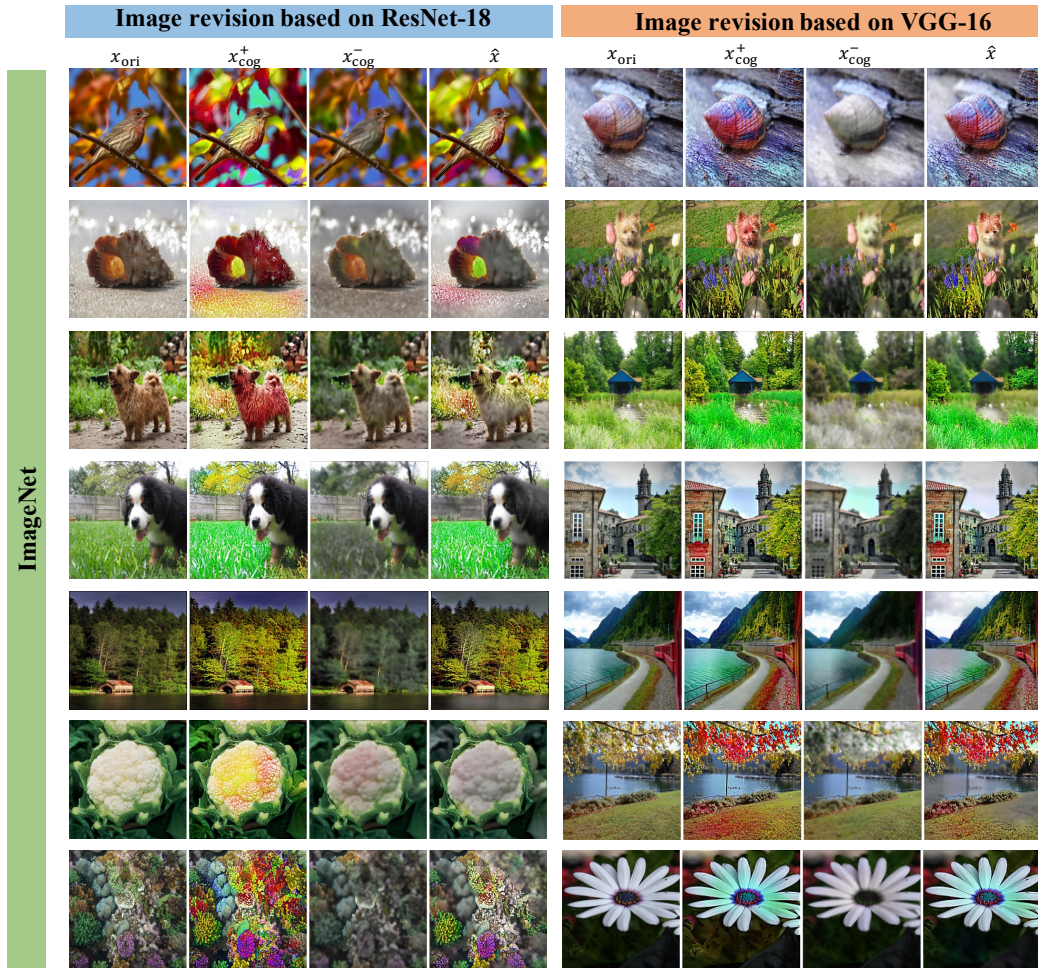 Image revision based on ResNet-18
Image revision based on VGG-16
x_ori x⁺_cog x⁻_cog x̂
x_ori x⁺_cog x⁻_cog x̂
ImageNet